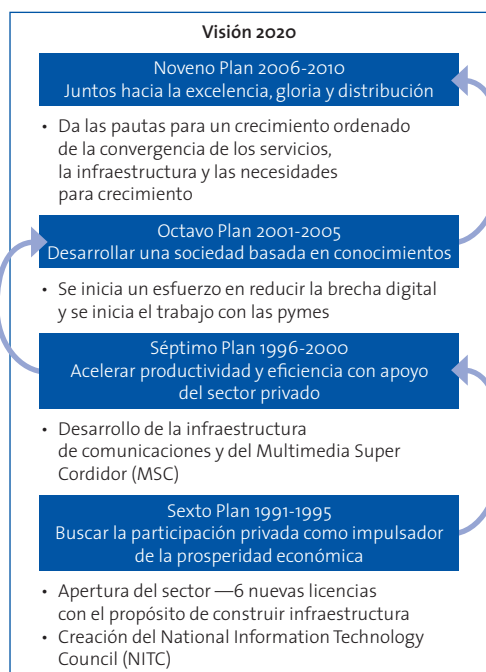 Visión 2020
Noveno Plan 2006-2010
Juntos hacia la excelencia, gloria y distribución
• Da las pautas para un crecimiento ordenado
de la convergencia de los servicios,
la infraestructura y las necesidades
para crecimiento
Octavo Plan 2001-2005
Desarrollar una sociedad basada en conocimientos
• Se inicia un esfuerzo en reducir la brecha digital
y se inicia el trabajo con las pymes
Séptimo Plan 1996-2000
Acelerar productividad y eficiencia con apoyo
del sector privado
• Desarrollo de la infraestructura
de comunicaciones y del Multimedia Super
Cordidor (MSC)
Sexto Plan 1991-1995
Buscar la participación privada como impulsador
de la prosperidad económica
• Apertura del sector —6 nuevas licencias
con el propósito de construir infraestructura
• Creación del National Information Technology
Council (NITC)